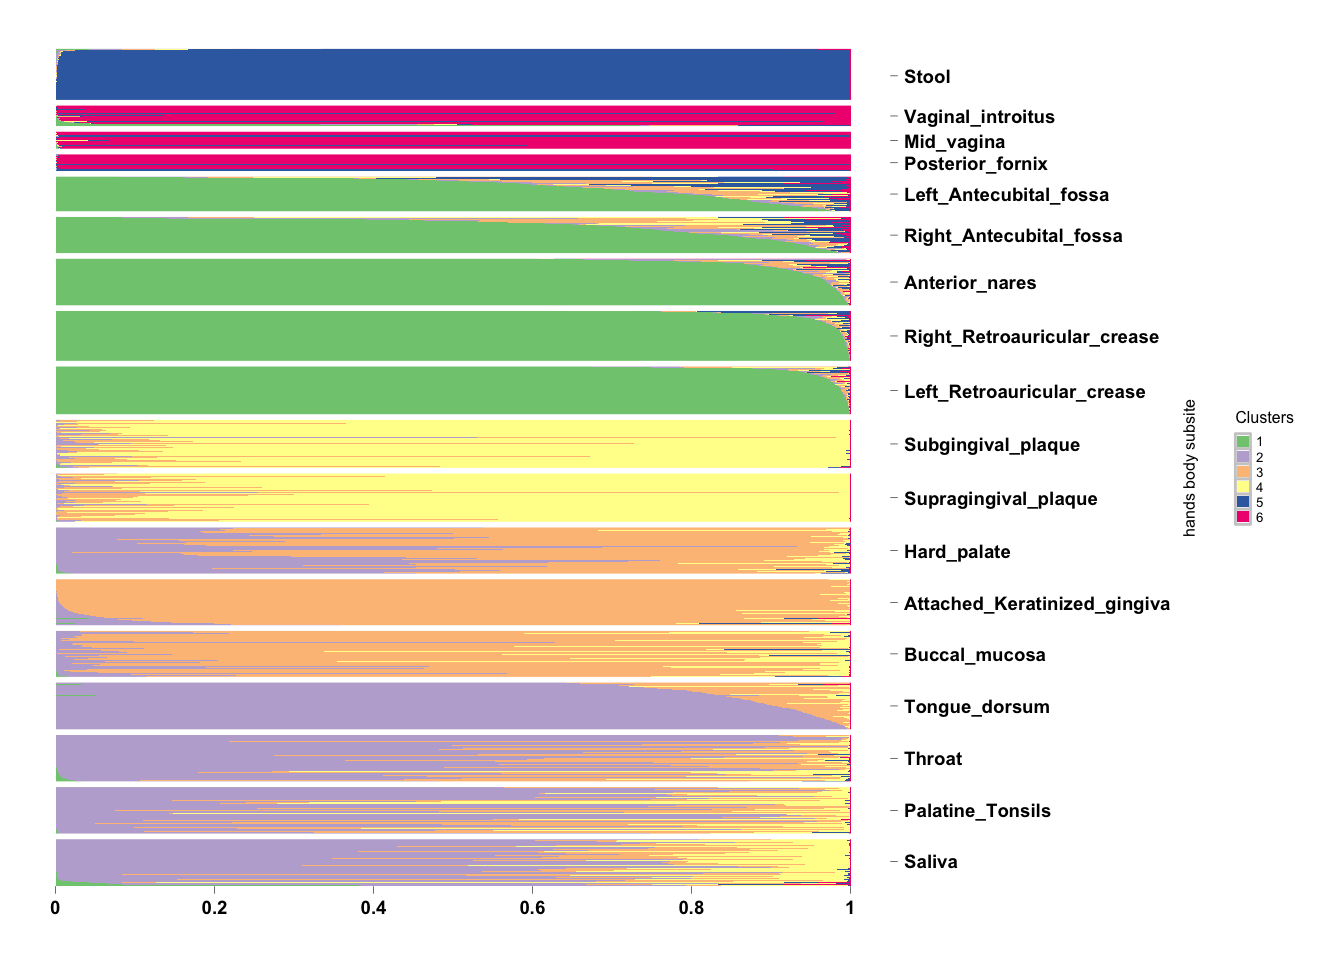 Stool
Vaginal_introitus
Mid_vagina
Posterior_fornix
Left_Antecubital_fossa
Right_Antecubital_fossa
Anterior_nares
Right_Retroauricular_crease
Left_Retroauricular_crease
Subgingival_plaque
Supragingival_plaque
Hard_palate
Attached_Keratinized_gingiva
Buccal_mucosa
Tongue_dorsum
Throat
Palatine_Tonsils
Saliva
0 0.2 0.4 0.6 0.8 1
hands body subsite
Clusters
1
2
3
4
5
6